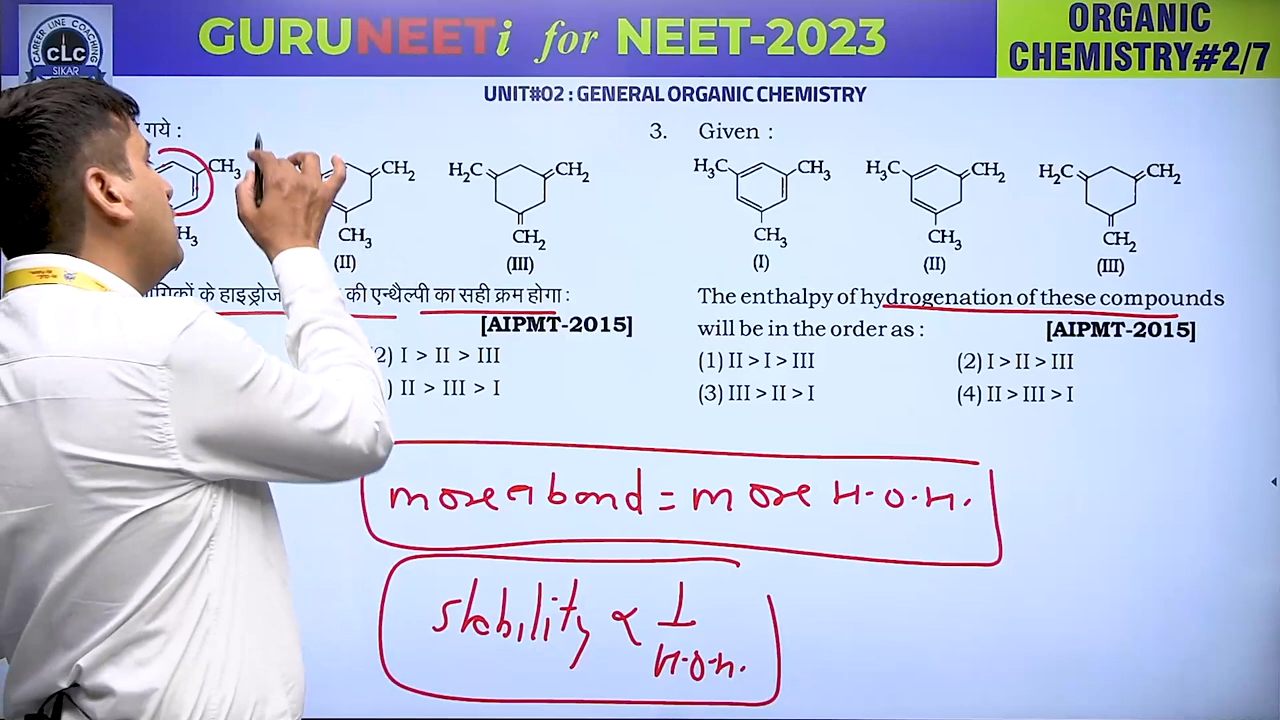 CAREER LINE COACHING
CLC
SIKAR
GURUNEETi for NEET-2023
ORGANIC
CHEMISTRY#2/7
UNIT#02 : GENERAL ORGANIC CHEMISTRY
गये :
CH₃
H₃
CH₂
CH₃
(II)
H₂C
CH₂
CH₂
(III)
की एन्थैल्पी का सही क्रम होगा :
[AIPMT-2015]
2) I > II > III
) II > III > I
3. Given :
H₃C
CH₃
CH₃
(I)
H₃C
CH₂
CH₃
(II)
H₂C
CH₂
CH₂
(III)
The enthalpy of hydrogenation of these compounds
will be in the order as : [AIPMT-2015]
(1) II > I > III (2) I > II > III
(3) III > II > I (4) II > III > I
more π bond = more H.O.H.
stability ∝ 1
H.O.H.